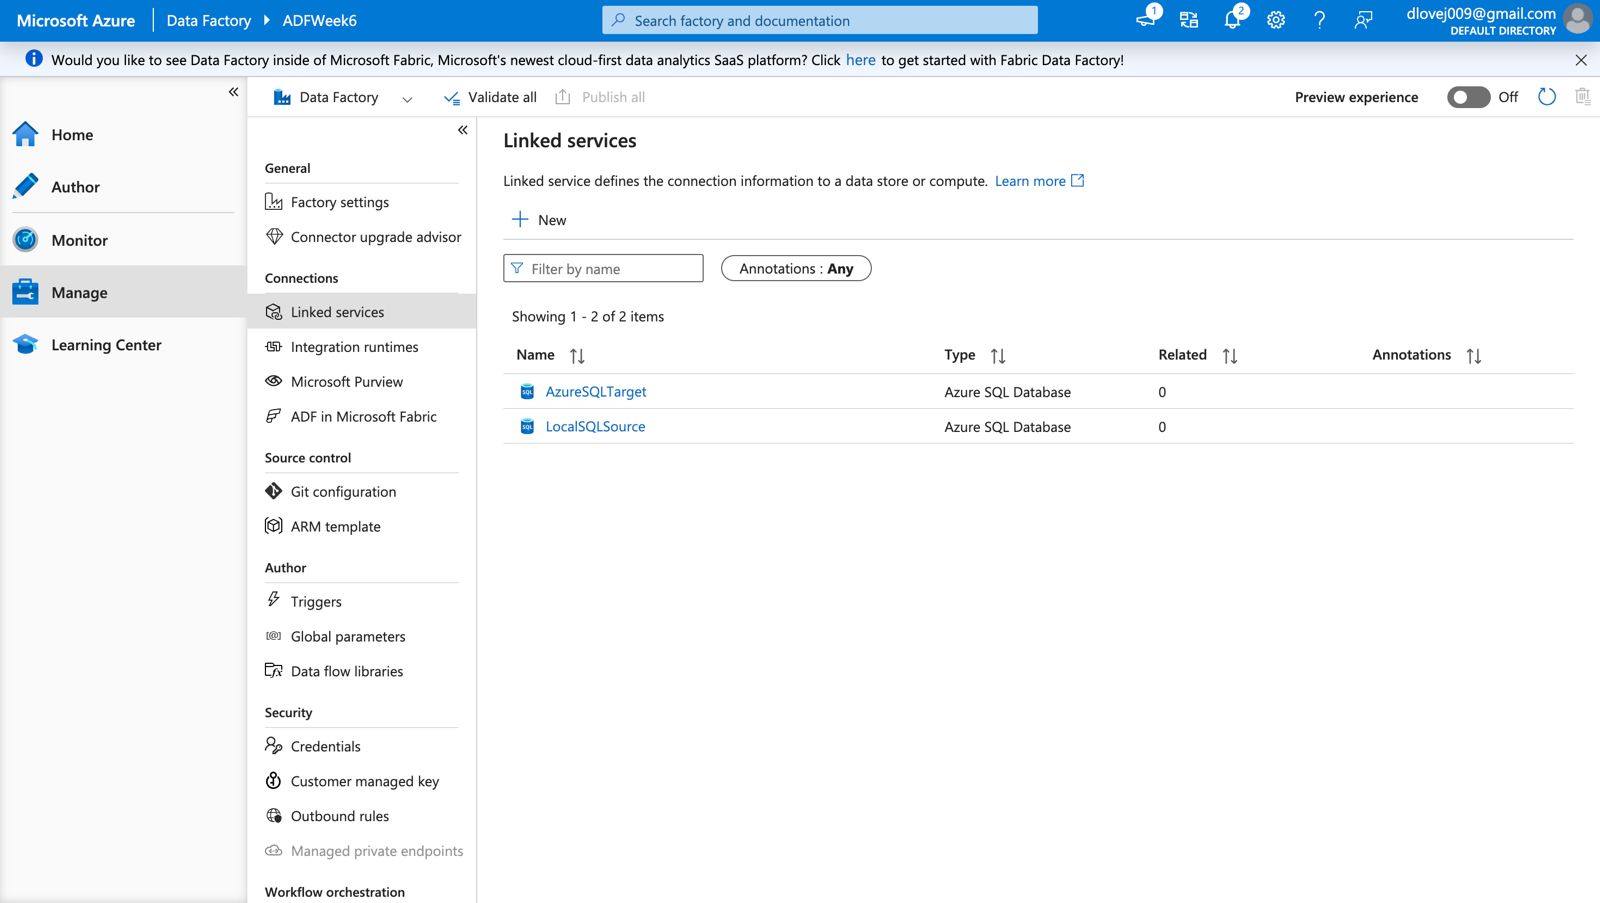 Microsoft Azure Data Factory ADFWeek6 Search factory and documentation 1 2 dlovej009@gmail.com
DEFAULT DIRECTORY
Would you like to see Data Factory inside of Microsoft Fabric, Microsoft's newest cloud-first data analytics SaaS platform? Click here to get started with Fabric Data Factory!
Home
Author
Monitor
Manage
Learning Center
Data Factory Validate all Publish all Preview experience Off
General
Factory settings
Connector upgrade advisor
Connections
Linked services
Integration runtimes
Microsoft Purview
ADF in Microsoft Fabric
Source control
Git configuration
ARM template
Author
Triggers
Global parameters
Data flow libraries
Security
Credentials
Customer managed key
Outbound rules
Managed private endpoints
Workflow orchestration
Linked services
Linked service defines the connection information to a data store or compute. Learn more
New
Filter by name Annotations : Any
Showing 1 - 2 of 2 items
Name Type Related Annotations
SQL AzureSQLTarget Azure SQL Database 0
SQL LocalSQLSource Azure SQL Database 0